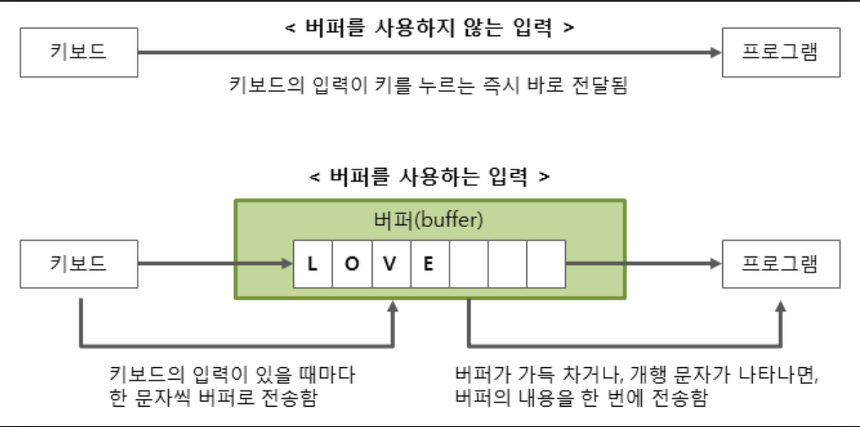 < 버퍼를 사용하지 않는 입력 >
키보드
프로그램
키보드의 입력이 키를 누르는 즉시 바로 전달됨
< 버퍼를 사용하는 입력 >
버퍼(buffer)
키보드
L O V E
프로그램
키보드의 입력이 있을 때마다
한 문자씩 버퍼로 전송함
버퍼가 가득 차거나, 개행 문자가 나타나면,
버퍼의 내용을 한 번에 전송함